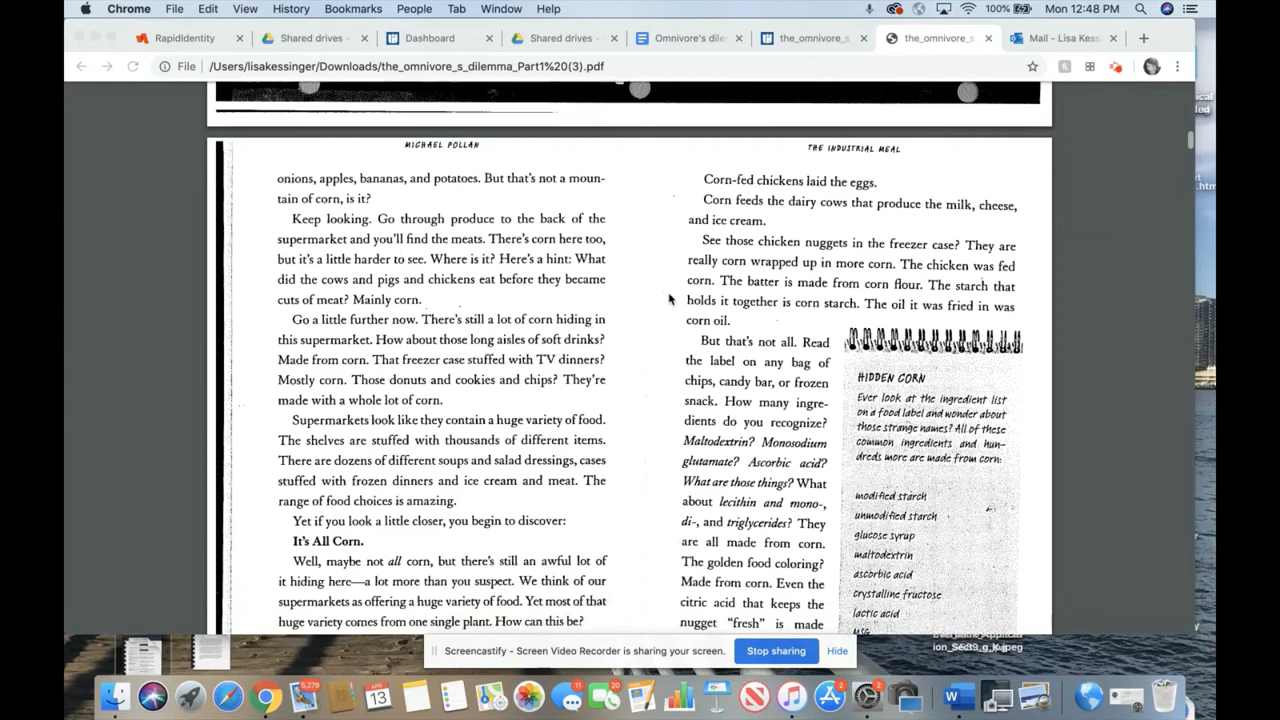 Chrome File Edit View History Bookmarks People Tab Window Help 100% Mon 12:48 PM
RapidIdentity Shared drives - Dashboard Shared drives - Omnivore's dile the_omnivore_s the_omnivore_s Mail - Lisa Kess
File /Users/lisakessinger/Downloads/the_omnivore_s_dilemma_Part1%20(3).pdf
MICHAEL POLLAN
onions, apples, bananas, and potatoes. But that's not a moun-
tain of corn, is it?
Keep looking. Go through produce to the back of the
supermarket and you'll find the meats. There's corn here too,
but it's a little harder to see. Where is it? Here's a hint: What
did the cows and pigs and chickens eat before they became
cuts of meat? Mainly corn.
Go a little further now. There's still a lot of corn hiding in
this supermarket. How about those long aisles of soft drinks?
Made from corn. That freezer case stuffed with TV dinners?
Mostly corn. Those donuts and cookies and chips? They're
made with a whole lot of corn.
Supermarkets look like they contain a huge variety of food.
The shelves are stuffed with thousands of different items.
There are dozens of different soups and salad dressings, cases
stuffed with frozen dinners and ice cream and meat. The
range of food choices is amazing.
Yet if you look a little closer, you begin to discover:
It's All Corn.
Well, maybe not all corn, but there's still an awful lot of
it hiding here—a lot more than you suspect. We think of our
supermarkets as offering a huge variety of food. Yet most of that
huge variety comes from one single plant. How can this be?
THE INDUSTRIAL MEAL
Corn-fed chickens laid the eggs.
Corn feeds the dairy cows that produce the milk, cheese,
and ice cream.
See those chicken nuggets in the freezer case? They are
really corn wrapped up in more corn. The chicken was fed
corn. The batter is made from corn flour. The starch that
holds it together is corn starch. The oil it was fried in was
corn oil.
But that's not all. Read
the label on any bag of
chips, candy bar, or frozen
snack. How many ingre-
dients do you recognize?
Maltodextrin? Monosodium
glutamate? Ascorbic acid?
What are those things? What
about lecithin and mono-,
di-, and triglycerides? They
are all made from corn.
The golden food coloring?
Made from corn. Even the
citric acid that keeps the
nugget "fresh" is made
HIDDEN CORN
Ever look at the ingredient list
on a food label and wonder about
those strange names? All of these
common ingredients and hun-
dreds more are made from corn:
modified starch
unmodified starch
glucose syrup
maltodextrin
ascorbic acid
crystalline fructose
lactic acid
MSG
Screencastify - Screen Video Recorder is sharing your screen. Stop sharing Hide
5,279
APR
13
11
20
2
2